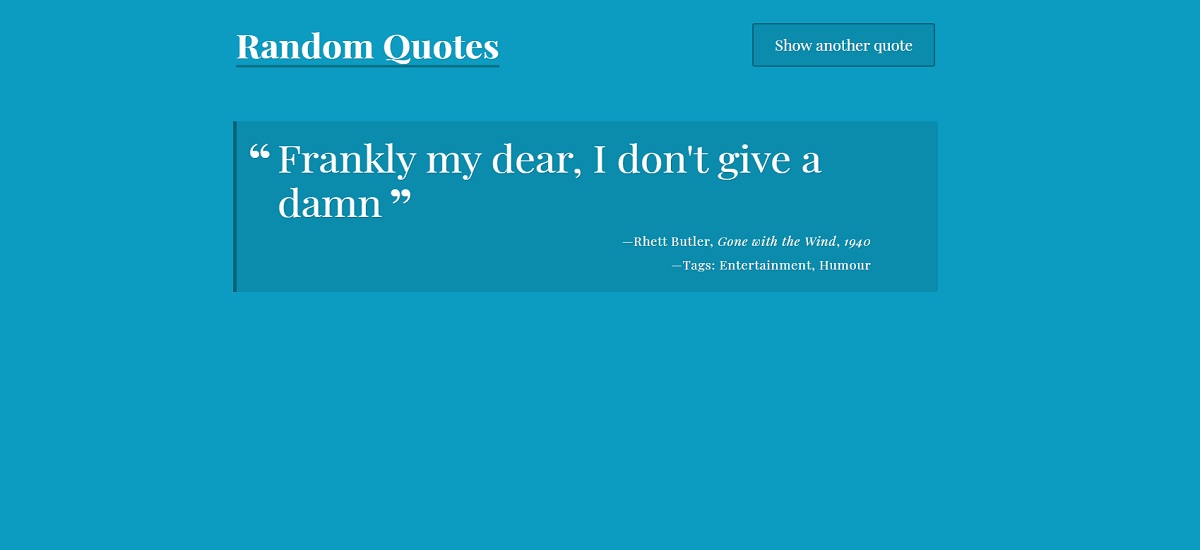 Random Quotes
Show another quote
“ Frankly my dear, I don't give a
damn ”
—Rhett Butler, Gone with the Wind, 1940
—Tags: Entertainment, Humour